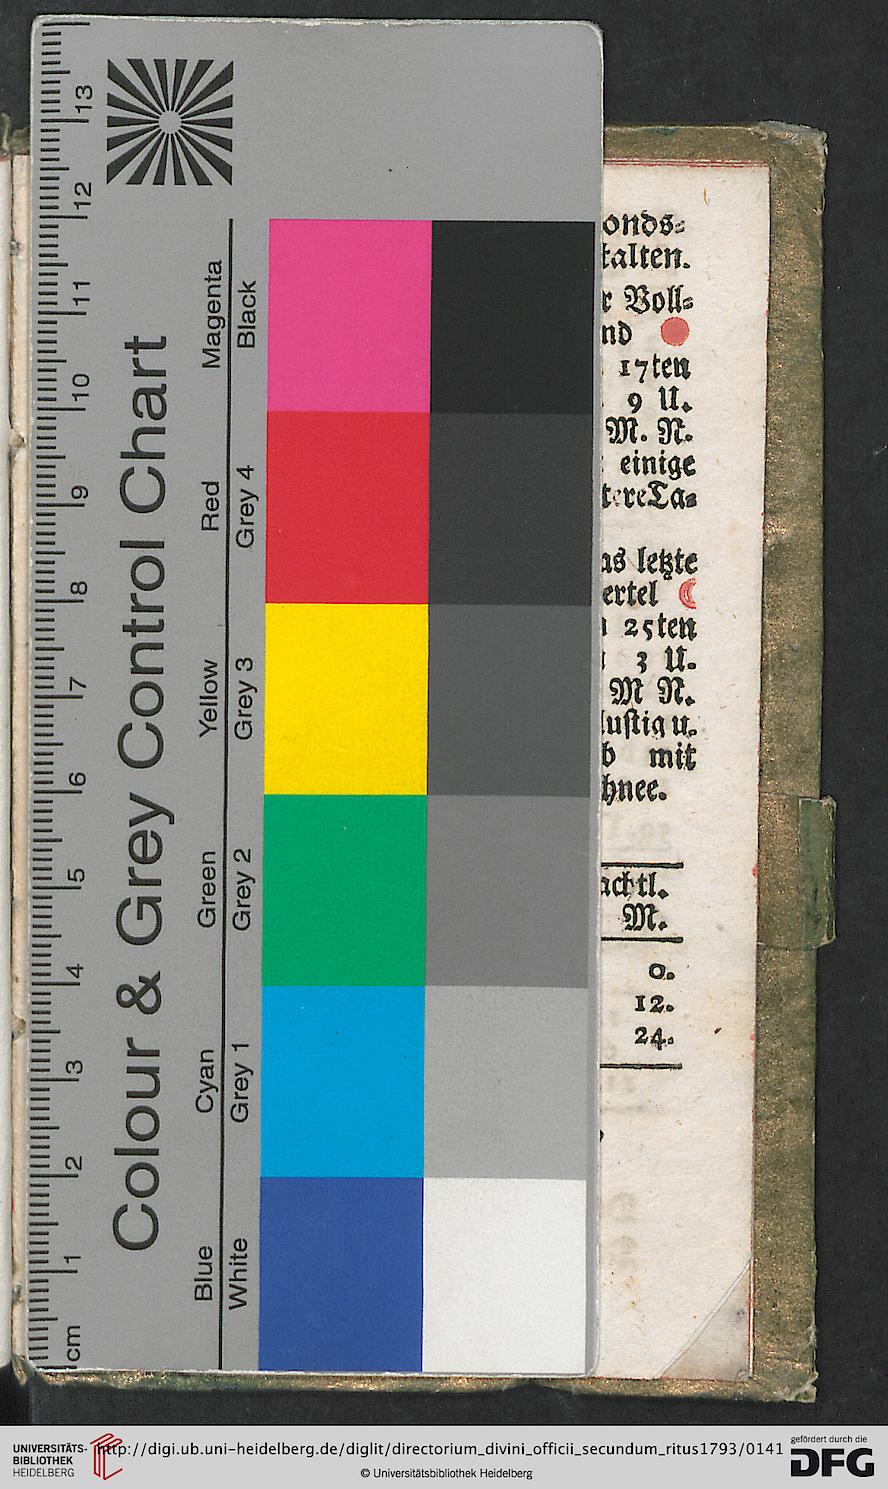 Colour & Grey Control Chart
cm 1 2 3 4 5 6 7 8 9 10 11 12 13
Blue Cyan Green Yellow Red Magenta
White Grey 1 Grey 2 Grey 3 Grey 4 Black
onds⸗
talten.
r Voll⸗
nd
17ten
9 U.
M. N.
einige
tereTa⸗
as letzte
ertel ☾
25ten
3 U.
M N.
luſtig u.
b mit
hnee.
achtl.
M.
0.
12.
24.
UNIVERSITÄTS-
BIBLIOTHEK
HEIDELBERG
http://digi.ub.uni-heidelberg.de/diglit/directorium_divini_officii_secundum_ritus1793/0141
© Universitätsbibliothek Heidelberg
gefördert durch die
DFG